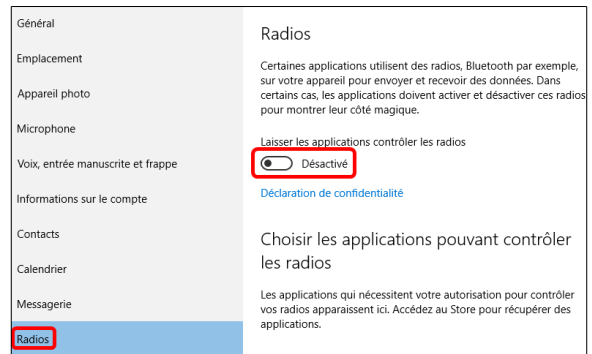 Général
Emplacement
Appareil photo
Microphone
Voix, entrée manuscrite et frappe
Informations sur le compte
Contacts
Calendrier
Messagerie
Radios
Radios
Certaines applications utilisent des radios, Bluetooth par exemple,
sur votre appareil pour envoyer et recevoir des données. Dans
certains cas, les applications doivent activer et désactiver ces radios
pour montrer leur côté magique.
Laisser les applications contrôler les radios
Désactivé
Déclaration de confidentialité
Choisir les applications pouvant contrôler
les radios
Les applications qui nécessitent votre autorisation pour contrôler
vos radios apparaissent ici. Accédez au Store pour récupérer des
applications.